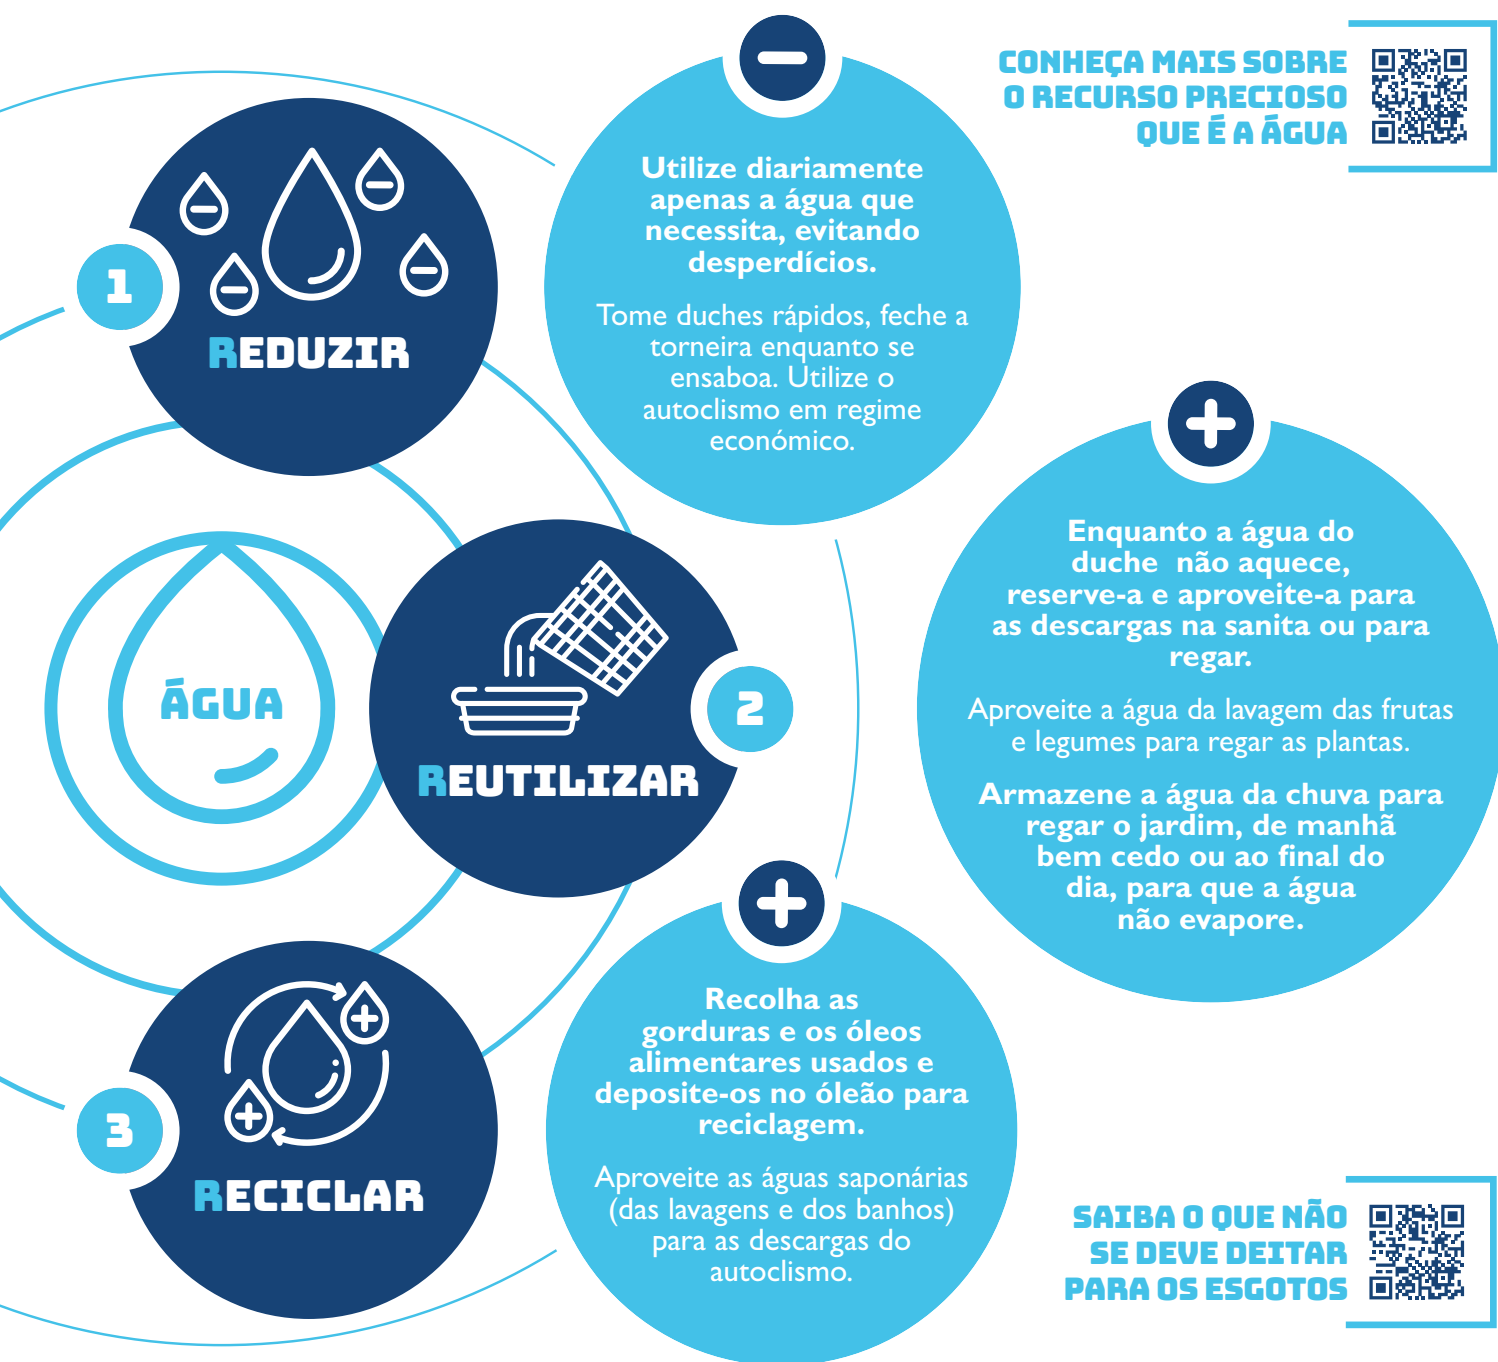 CONHEÇA MAIS SOBRE
O RECURSO PRECIOSO
QUE É A ÁGUA
1
REDUZIR
Utilize diariamente
apenas a água que
necessita, evitando
desperdícios.
Tome duches rápidos, feche a
torneira enquanto se
ensaboa. Utilize o
autoclismo em regime
económico.
ÁGUA
2
REUTILIZAR
Enquanto a água do
duche não aquece,
reserve-a e aproveite-a para
as descargas na sanita ou para
regar.
Aproveite a água da lavagem das frutas
e legumes para regar as plantas.
Armazene a água da chuva para
regar o jardim, de manhã
bem cedo ou ao final do
dia, para que a água
não evapore.
3
RECICLAR
Recolha as
gorduras e os óleos
alimentares usados e
deposite-os no óleão para
reciclagem.
Aproveite as águas saponárias
(das lavagens e dos banhos)
para as descargas do
autoclismo.
SAIBA O QUE NÃO
SE DEVE DEITAR
PARA OS ESGOTOS